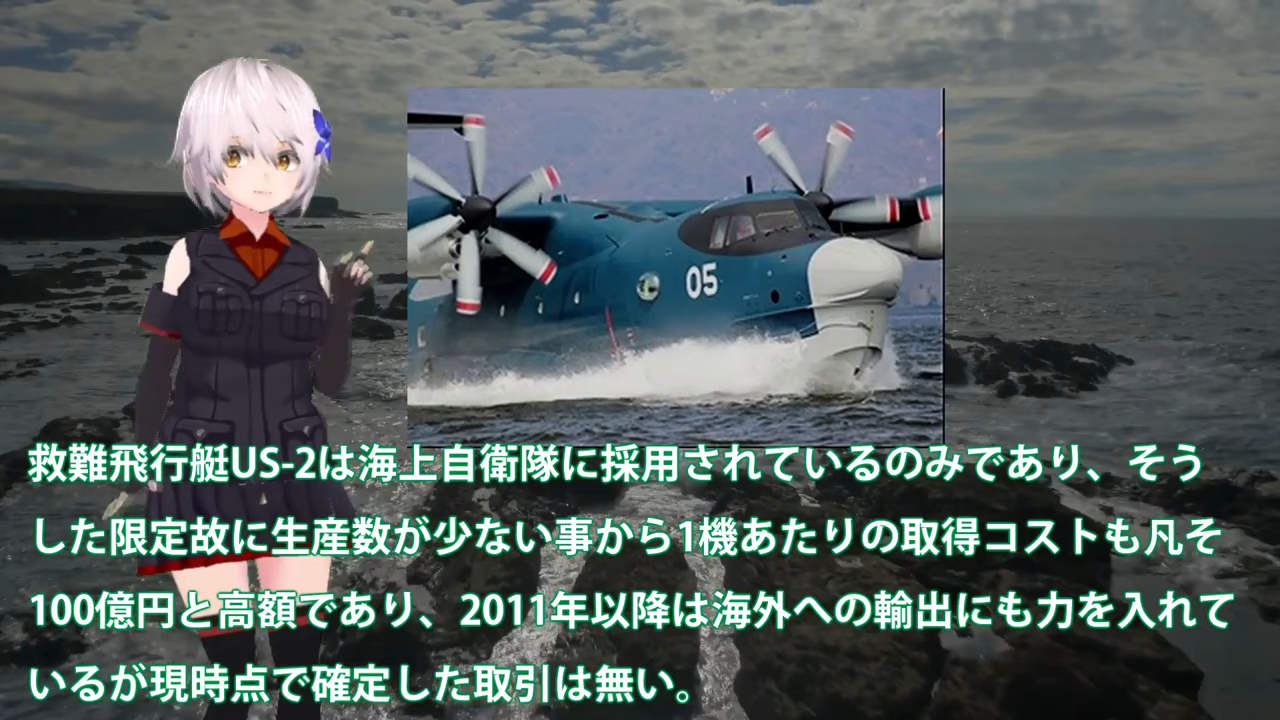 05
救難飛行艇US-2は海上自衛隊に採用されているのみであり、そう
した限定故に生産数が少ない事から1機あたりの取得コストも凡そ
100億円と高額であり、2011年以降は海外への輸出にも力を入れて
いるが現時点で確定した取引は無い。